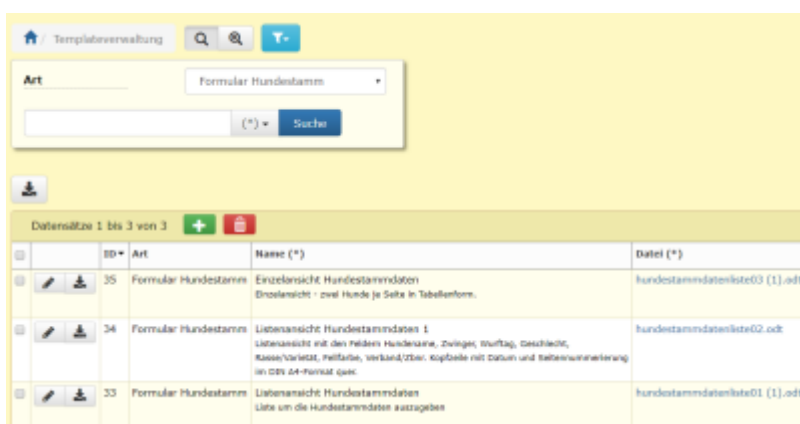 / Templateverwaltung
Art
Formular Hundestamm
(*)
Suche
Datensätze 1 bis 3 von 3
ID Art Name (*) Datei (*)
35 Formular Hundestamm Einzelansicht Hundestammdaten hundestammdatenliste03 (1).odt
Einzelansicht - zwei Hunde je Seite in Tabellenform.
34 Formular Hundestamm Listenansicht Hundestammdaten 1 hundestammdatenliste02.odt
Listenansicht mit den Feldern Hundename, Zwinger, Wurftag, Geschlecht,
Rasse/Varietät, Fellfarbe, Verband/Zbnr. Kopfzeile mit Datum und Seitennummerierung
im DIN A4-Format quer.
33 Formular Hundestamm Listenansicht Hundestammdaten hundestammdatenliste01 (1).odt
Liste um die Hundestammdaten auszugeben